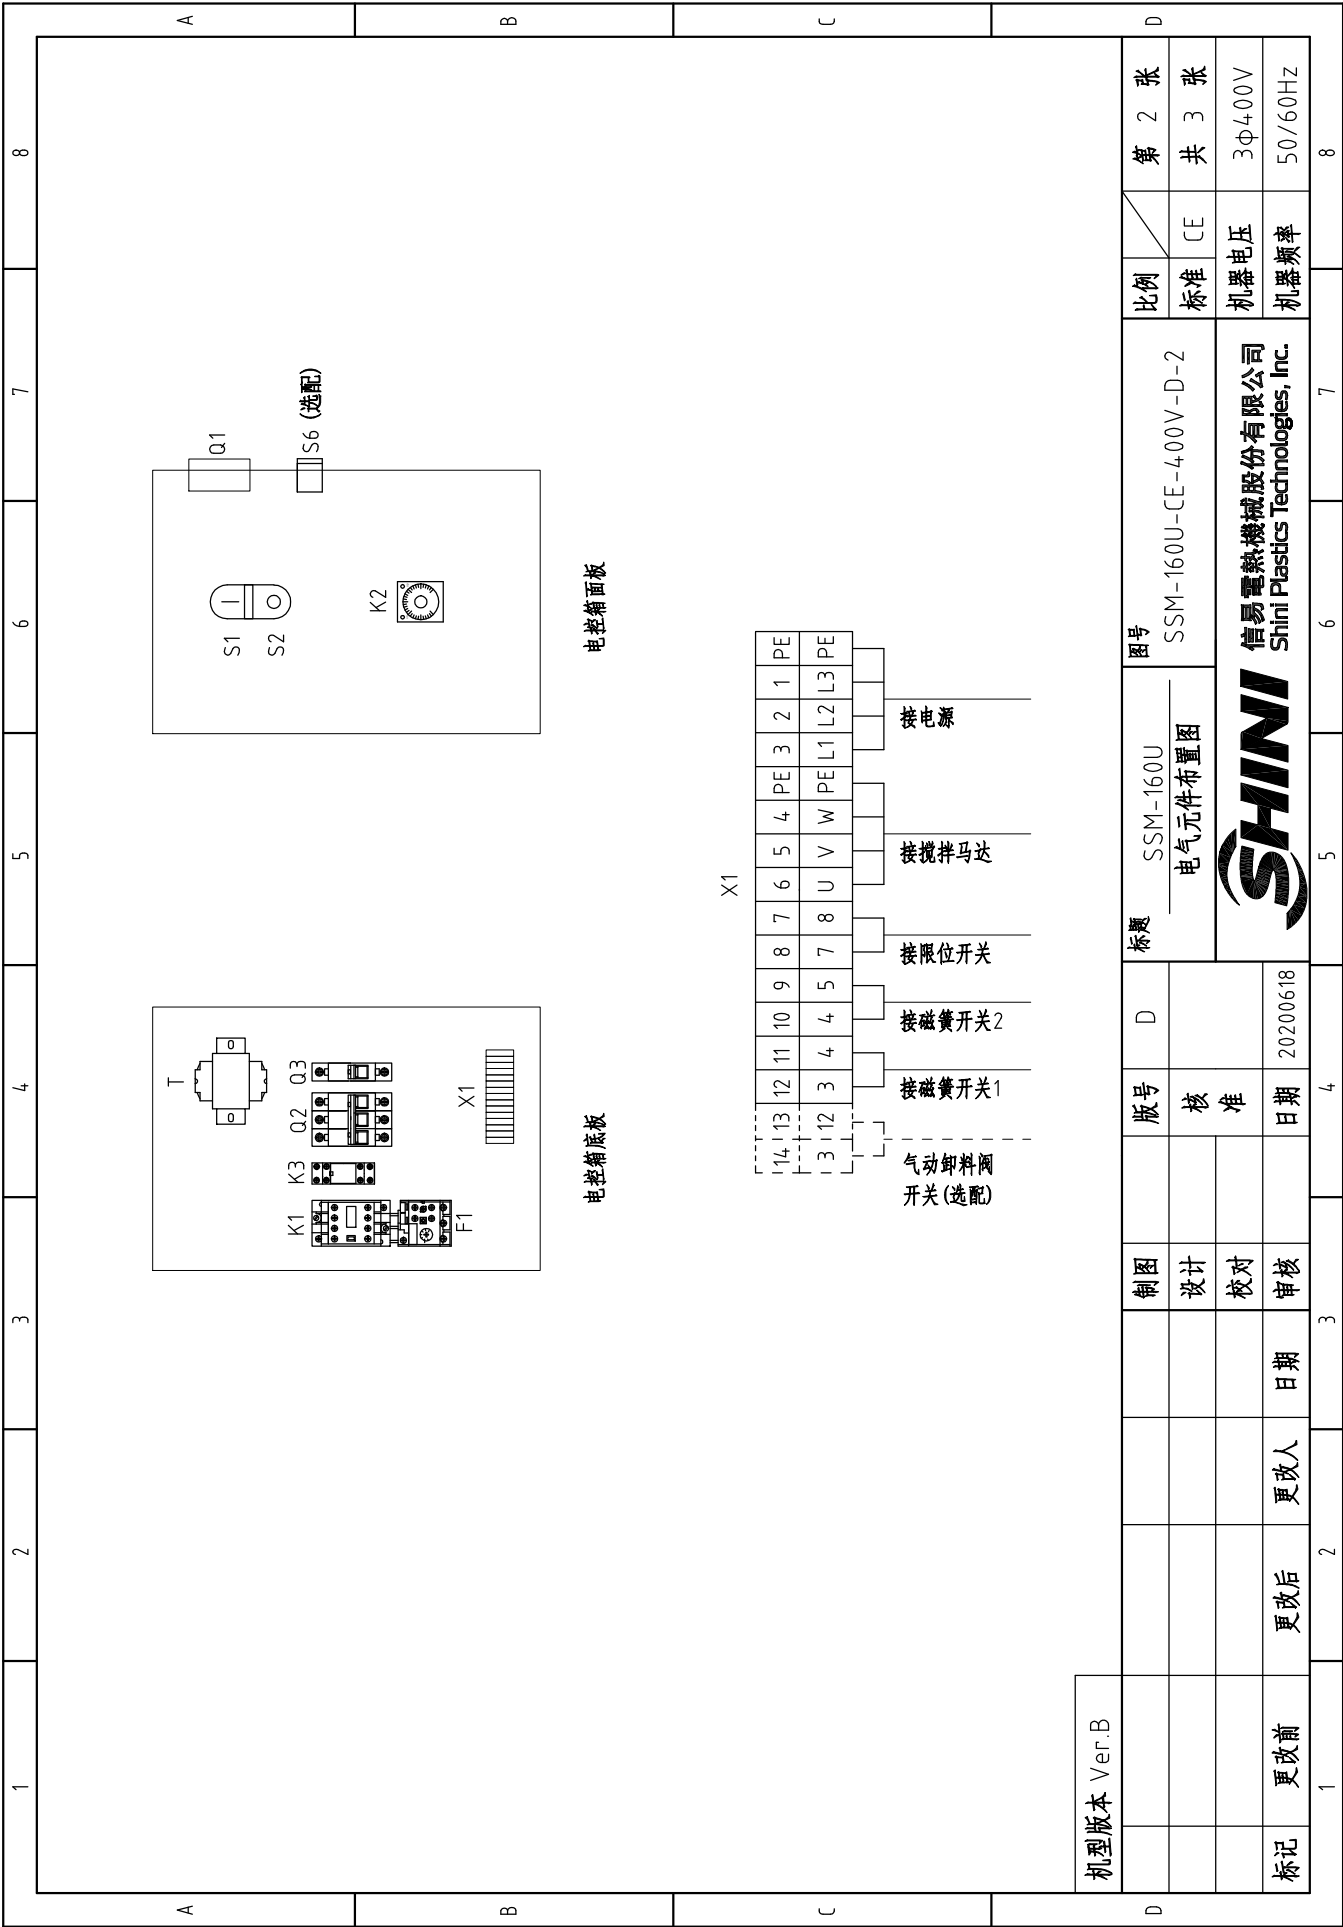 1 2 3 4 5 6 7 8
A
B
C
D
T
K1
K3
Q2
Q3
F1
X1
电控箱底板
S1
S2
K2
Q1
S6 (选配)
电控箱面板
X1
14 13 12 11 10 9 8 7 6 5 4 PE 3 2 1 PE
3 12 3 4 4 5 7 8 U V W PE L1 L2 L3 PE
气动卸料阀
开关(选配)
接磁簧开关1
接磁簧开关2
接限位开关
接搅拌马达
接电源
机型版本 Ver.B
标记 更改前 更改后 更改人 日期
制图
设计
校对
审核
版号 D
核准
日期 20200618
标题
SSM-160U
电气元件布置图
图号
SSM-160U-CE-400V-D-2
SHINI
信易電熱機械股份有限公司
Shini Plastics Technologies, Inc.
比例 第 2 张
标准 CE 共 3 张
机器电压 3φ400V
机器频率 50/60Hz
A
B
C
D
1 2 3 4 5 6 7 8